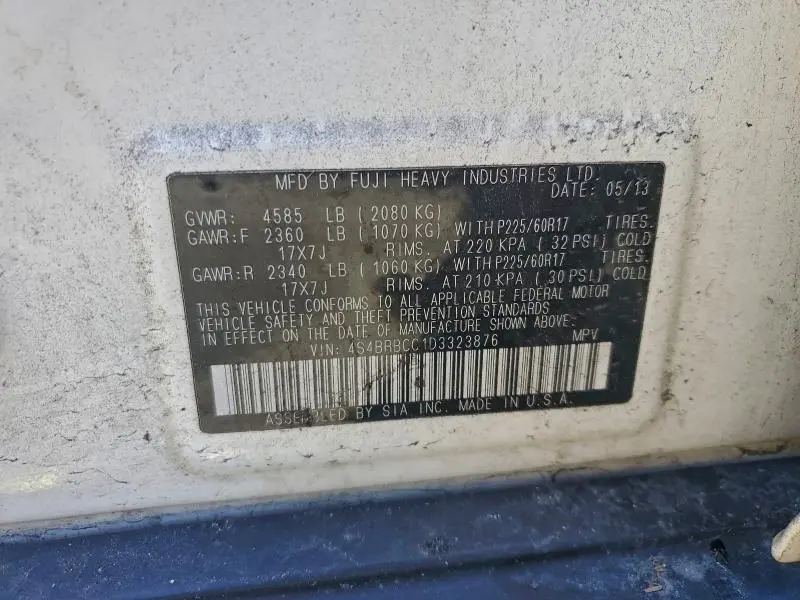 MFD BY FUJI HEAVY INDUSTRIES LTD.
DATE: 05/13
GVWR: 4585 LB ( 2080 KG)
GAWR:F 2360 LB ( 1070 KG) WITH P225/60R17 TIRES.
17X7J RIMS. AT 220 KPA ( 32 PSI) COLD
GAWR:R 2340 LB ( 1060 KG) WITH P225/60R17 TIRES.
17X7J RIMS. AT 210 KPA ( 30 PSI) COLD
THIS VEHICLE CONFORMS TO ALL APPLICABLE FEDERAL MOTOR
VEHICLE SAFETY AND THEFT PREVENTION STANDARDS
IN EFFECT ON THE DATE OF MANUFACTURE SHOWN ABOVE.
VIN: 4S4BRBCC1D3323876 MPV
ASSEMBLED BY SIA INC. MADE IN U.S.A.